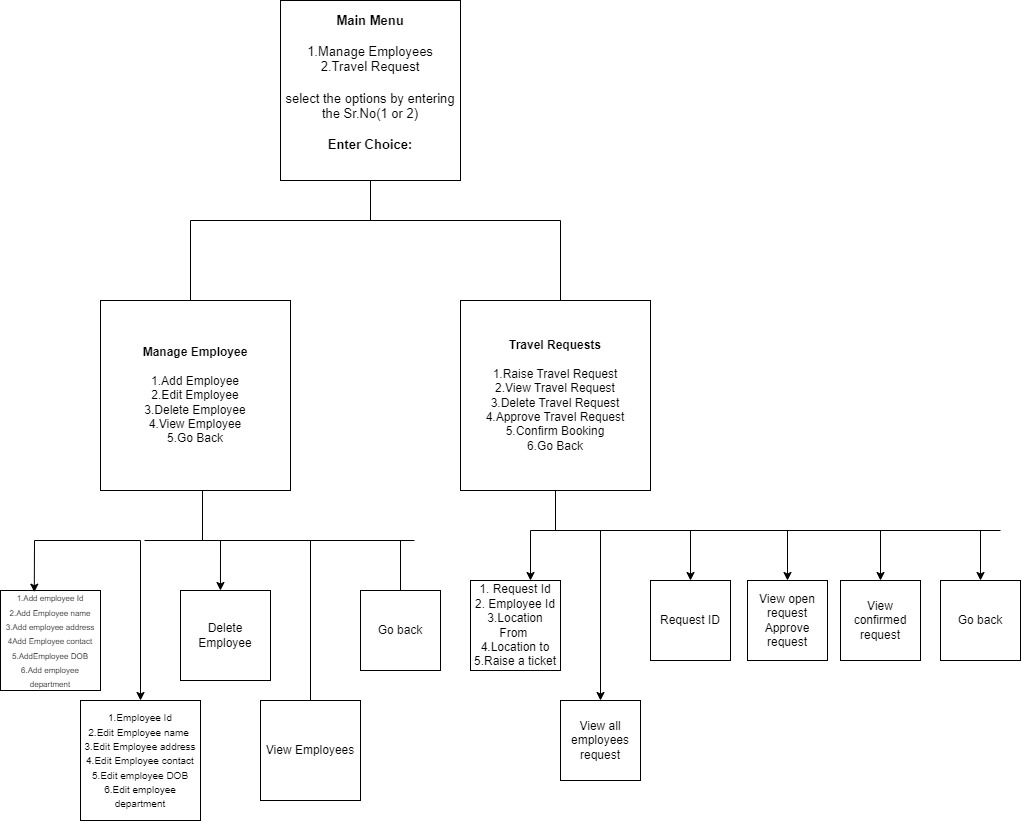 Main Menu
1.Manage Employees
2.Travel Request
select the options by entering
the Sr.No(1 or 2)
Enter Choice:
Manage Employee
1.Add Employee
2.Edit Employee
3.Delete Employee
4.View Employee
5.Go Back
Travel Requests
1.Raise Travel Request
2.View Travel Request
3.Delete Travel Request
4.Approve Travel Request
5.Confirm Booking
6.Go Back
1.Add employee Id
2.Add Employee name
3.Add employee address
4Add Employee contact
5.AddEmployee DOB
6.Add employee
department
1.Employee Id
2.Edit Employee name
3.Edit Employee address
4.Edit Employee contact
5.Edit employee DOB
6.Edit employee
department
Delete
Employee
View Employees
Go back
1. Request Id
2. Employee Id
3.Location
From
4.Location to
5.Raise a ticket
View all
employees
request
Request ID
View open
request
Approve
request
View
confirmed
request
Go back